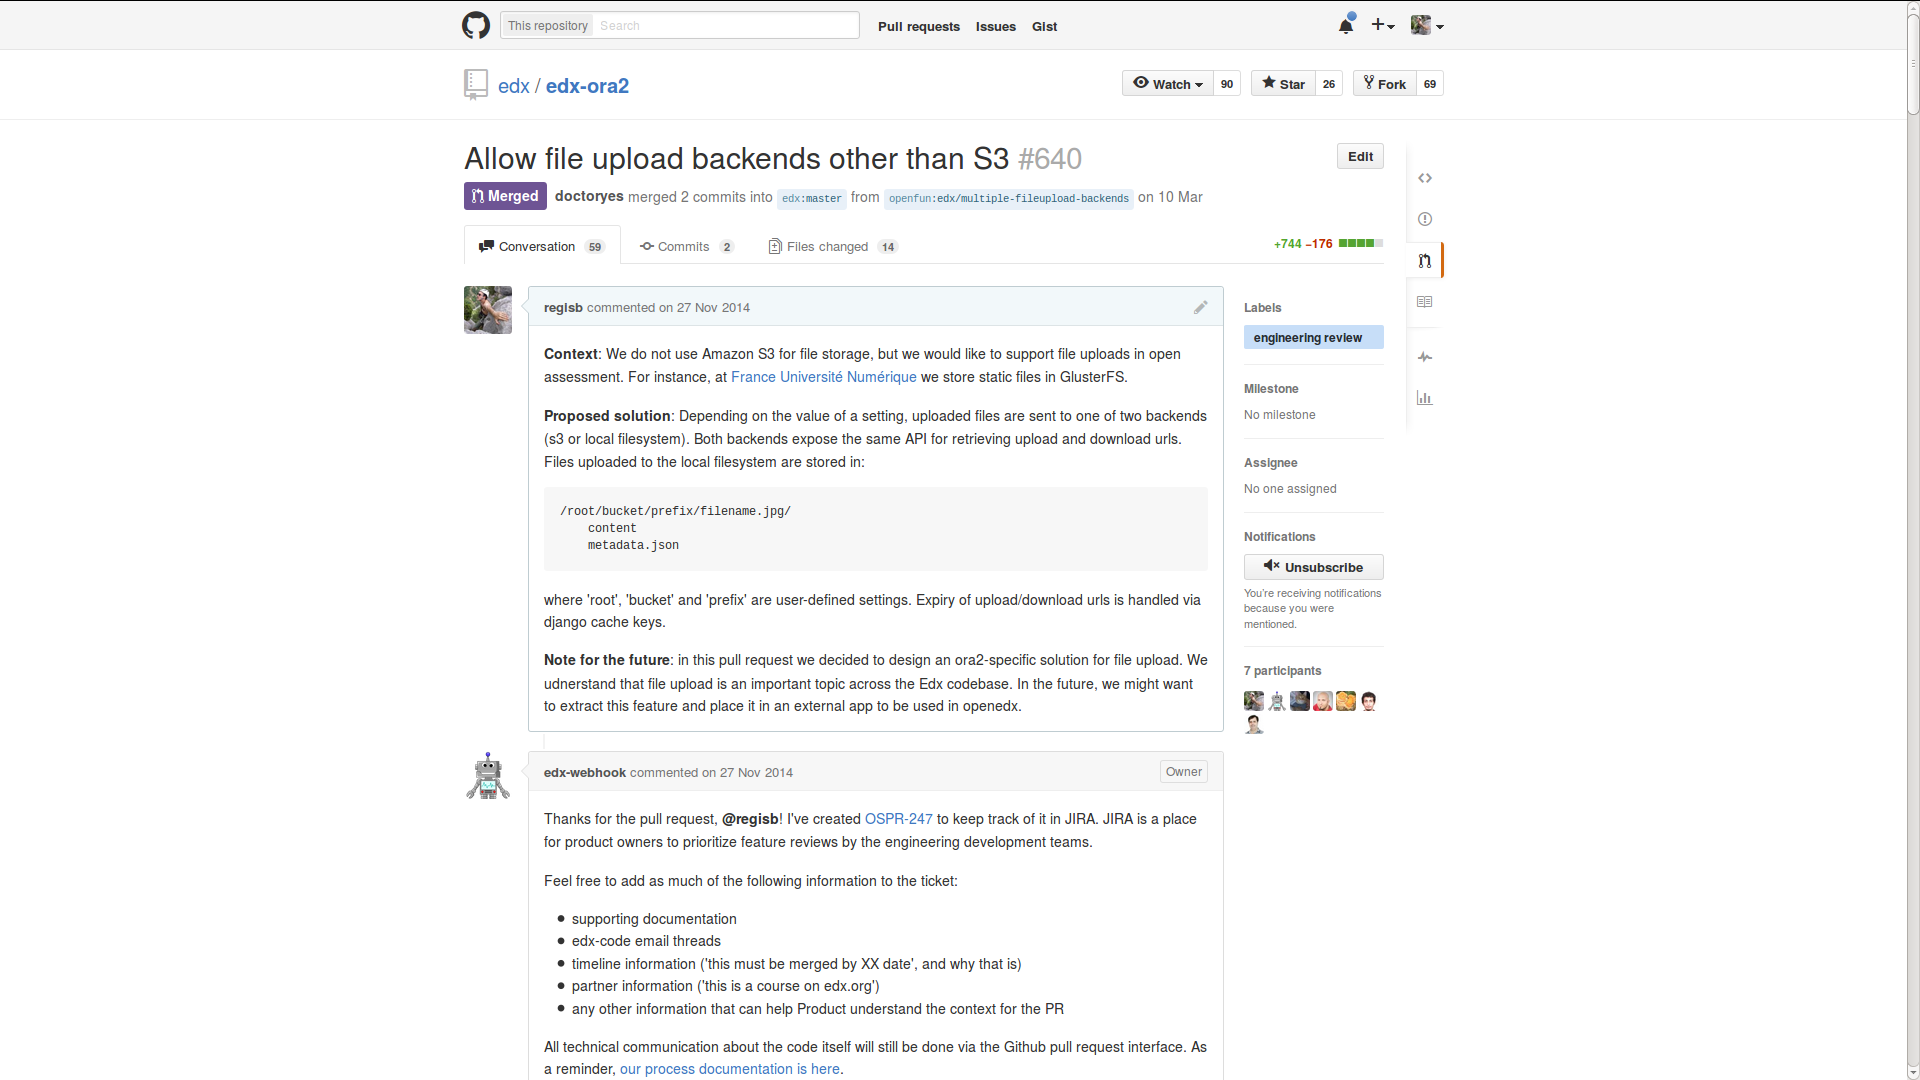 This repository Search Pull requests Issues Gist
edx / edx-ora2 Watch 90 Star 26 Fork 69
Allow file upload backends other than S3 #640 Edit
Merged doctoryes merged 2 commits into edx:master from openfun:edx/multiple-fileupload-backends on 10 Mar
Conversation 59 Commits 2 Files changed 14 +744 −176
regisb commented on 27 Nov 2014
Context: We do not use Amazon S3 for file storage, but we would like to support file uploads in open
assessment. For instance, at France Université Numérique we store static files in GlusterFS.
Proposed solution: Depending on the value of a setting, uploaded files are sent to one of two backends
(s3 or local filesystem). Both backends expose the same API for retrieving upload and download urls.
Files uploaded to the local filesystem are stored in:
/root/bucket/prefix/filename.jpg/
content
metadata.json
where 'root', 'bucket' and 'prefix' are user-defined settings. Expiry of upload/download urls is handled via
django cache keys.
Note for the future: in this pull request we decided to design an ora2-specific solution for file upload. We
udnerstand that file upload is an important topic across the Edx codebase. In the future, we might want
to extract this feature and place it in an external app to be used in openedx.
Labels
engineering review
Milestone
No milestone
Assignee
No one assigned
Notifications
Unsubscribe
You're receiving notifications
because you were
mentioned.
7 participants
edx-webhook commented on 27 Nov 2014 Owner
Thanks for the pull request, @regisb! I've created OSPR-247 to keep track of it in JIRA. JIRA is a place
for product owners to prioritize feature reviews by the engineering development teams.
Feel free to add as much of the following information to the ticket:
• supporting documentation
• edx-code email threads
• timeline information ('this must be merged by XX date', and why that is)
• partner information ('this is a course on edx.org')
• any other information that can help Product understand the context for the PR
All technical communication about the code itself will still be done via the Github pull request interface. As
a reminder, our process documentation is here.